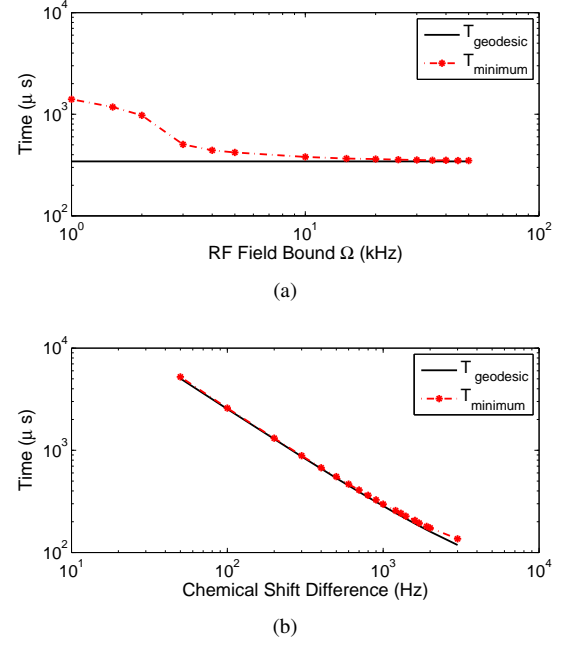 10^4
10^3
10^2
Time (μ s)
T_geodesic
T_minimum
10^0
10^1
10^2
RF Field Bound Ω (kHz)
(a)
10^4
10^3
10^2
Time (μ s)
T_geodesic
T_minimum
10^1
10^2
10^3
10^4
Chemical Shift Difference (Hz)
(b)